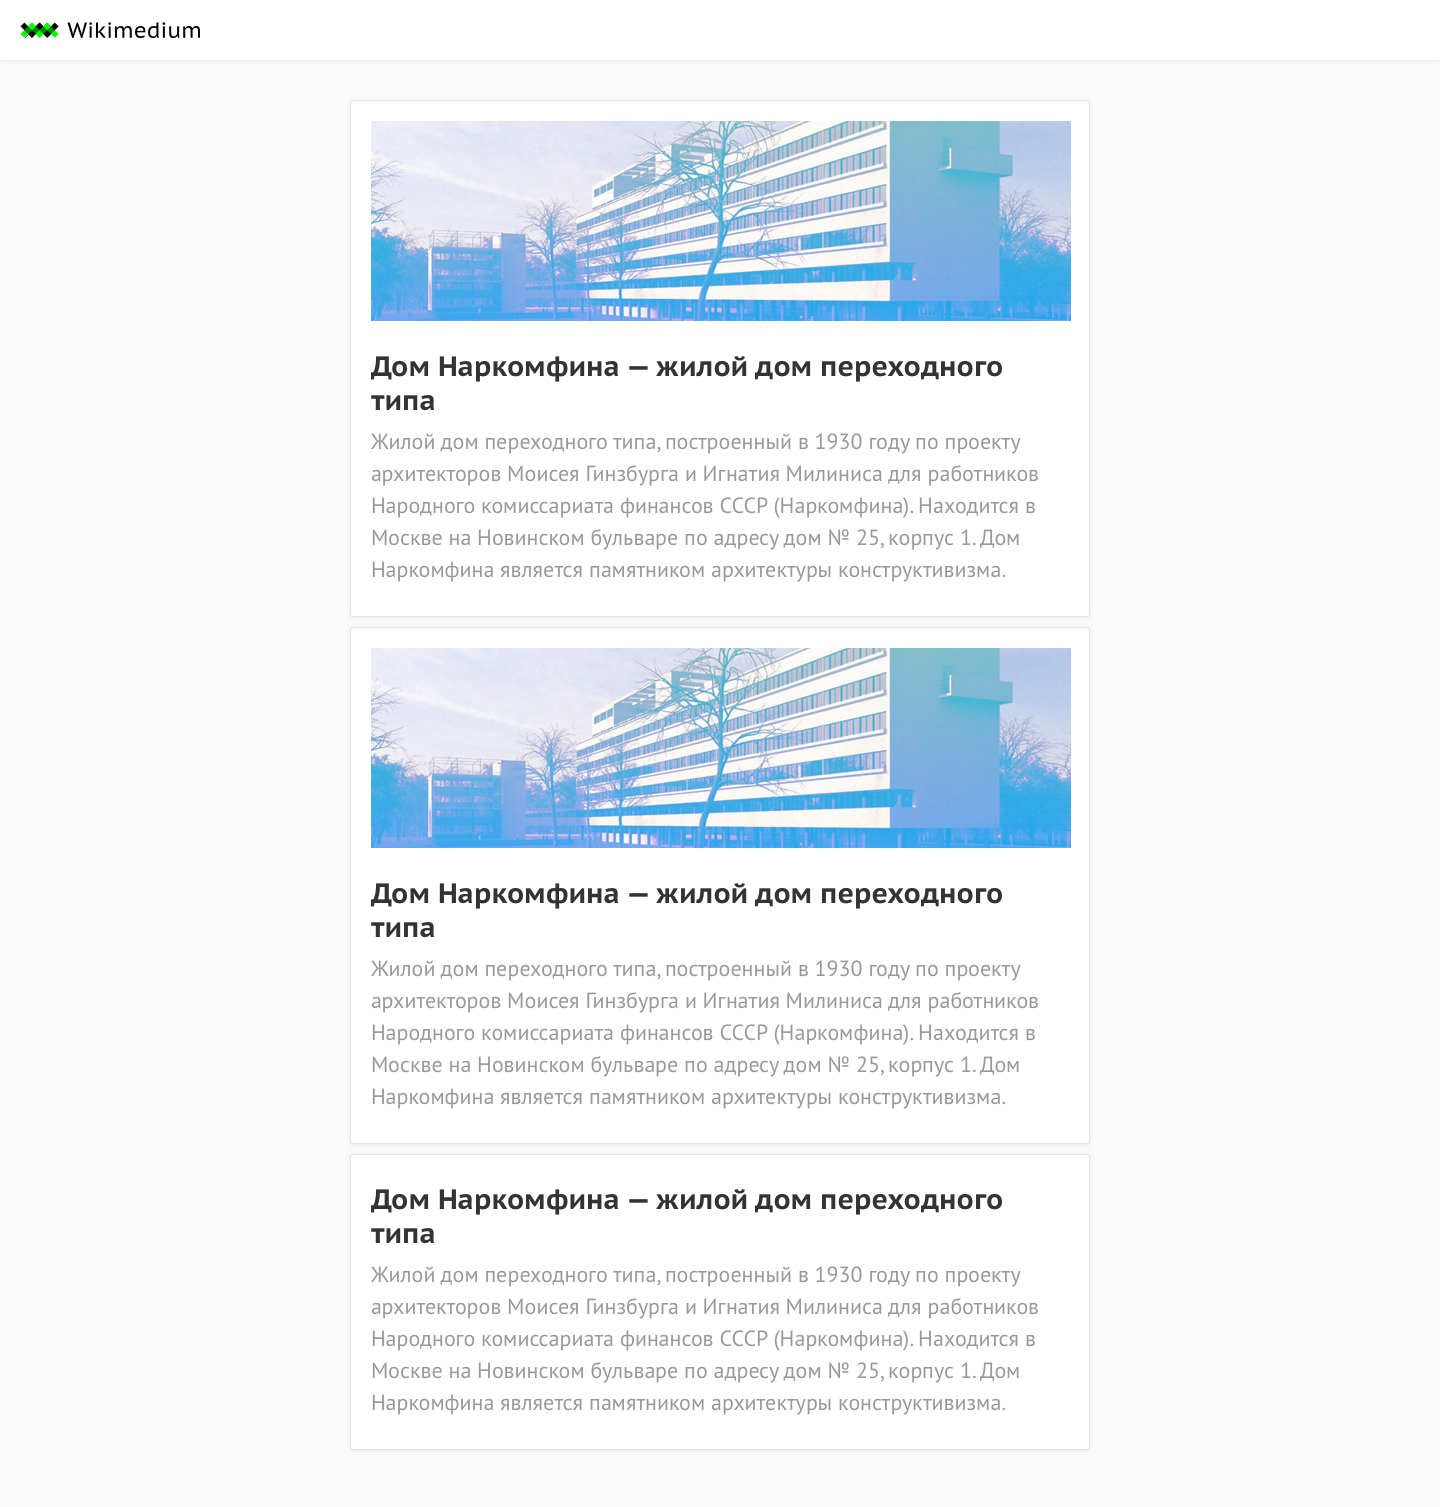 Wikimedium
Дом Наркомфина — жилой дом переходного
типа
Жилой дом переходного типа, построенный в 1930 году по проекту
архитекторов Моисея Гинзбурга и Игнатия Милиниса для работников
Народного комиссариата финансов СССР (Наркомфина). Находится в
Москве на Новинском бульваре по адресу дом № 25, корпус 1. Дом
Наркомфина является памятником архитектуры конструктивизма.
Дом Наркомфина — жилой дом переходного
типа
Жилой дом переходного типа, построенный в 1930 году по проекту
архитекторов Моисея Гинзбурга и Игнатия Милиниса для работников
Народного комиссариата финансов СССР (Наркомфина). Находится в
Москве на Новинском бульваре по адресу дом № 25, корпус 1. Дом
Наркомфина является памятником архитектуры конструктивизма.
Дом Наркомфина — жилой дом переходного
типа
Жилой дом переходного типа, построенный в 1930 году по проекту
архитекторов Моисея Гинзбурга и Игнатия Милиниса для работников
Народного комиссариата финансов СССР (Наркомфина). Находится в
Москве на Новинском бульваре по адресу дом № 25, корпус 1. Дом
Наркомфина является памятником архитектуры конструктивизма.